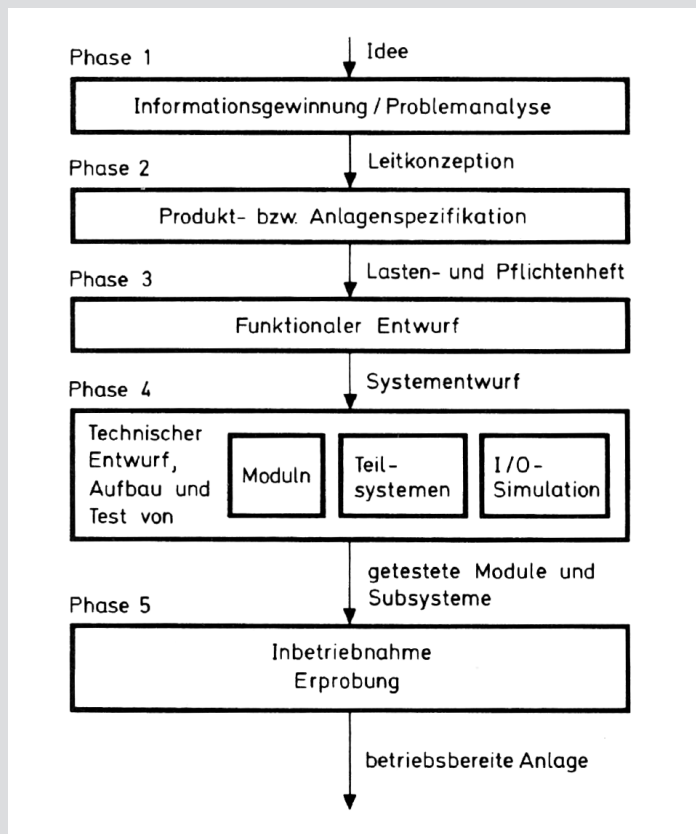 Phase 1
Idee
Informationsgewinnung / Problemanalyse
Phase 2
Leitkonzeption
Produkt- bzw. Anlagenspezifikation
Phase 3
Lasten- und Pflichtenheft
Funktionaler Entwurf
Phase 4
Systementwurf
Technischer
Entwurf,
Aufbau und
Test von
Moduln
Teil-
systemen
I/O-
Simulation
getestete Module und
Subsysteme
Phase 5
Inbetriebnahme
Erprobung
betriebsbereite Anlage